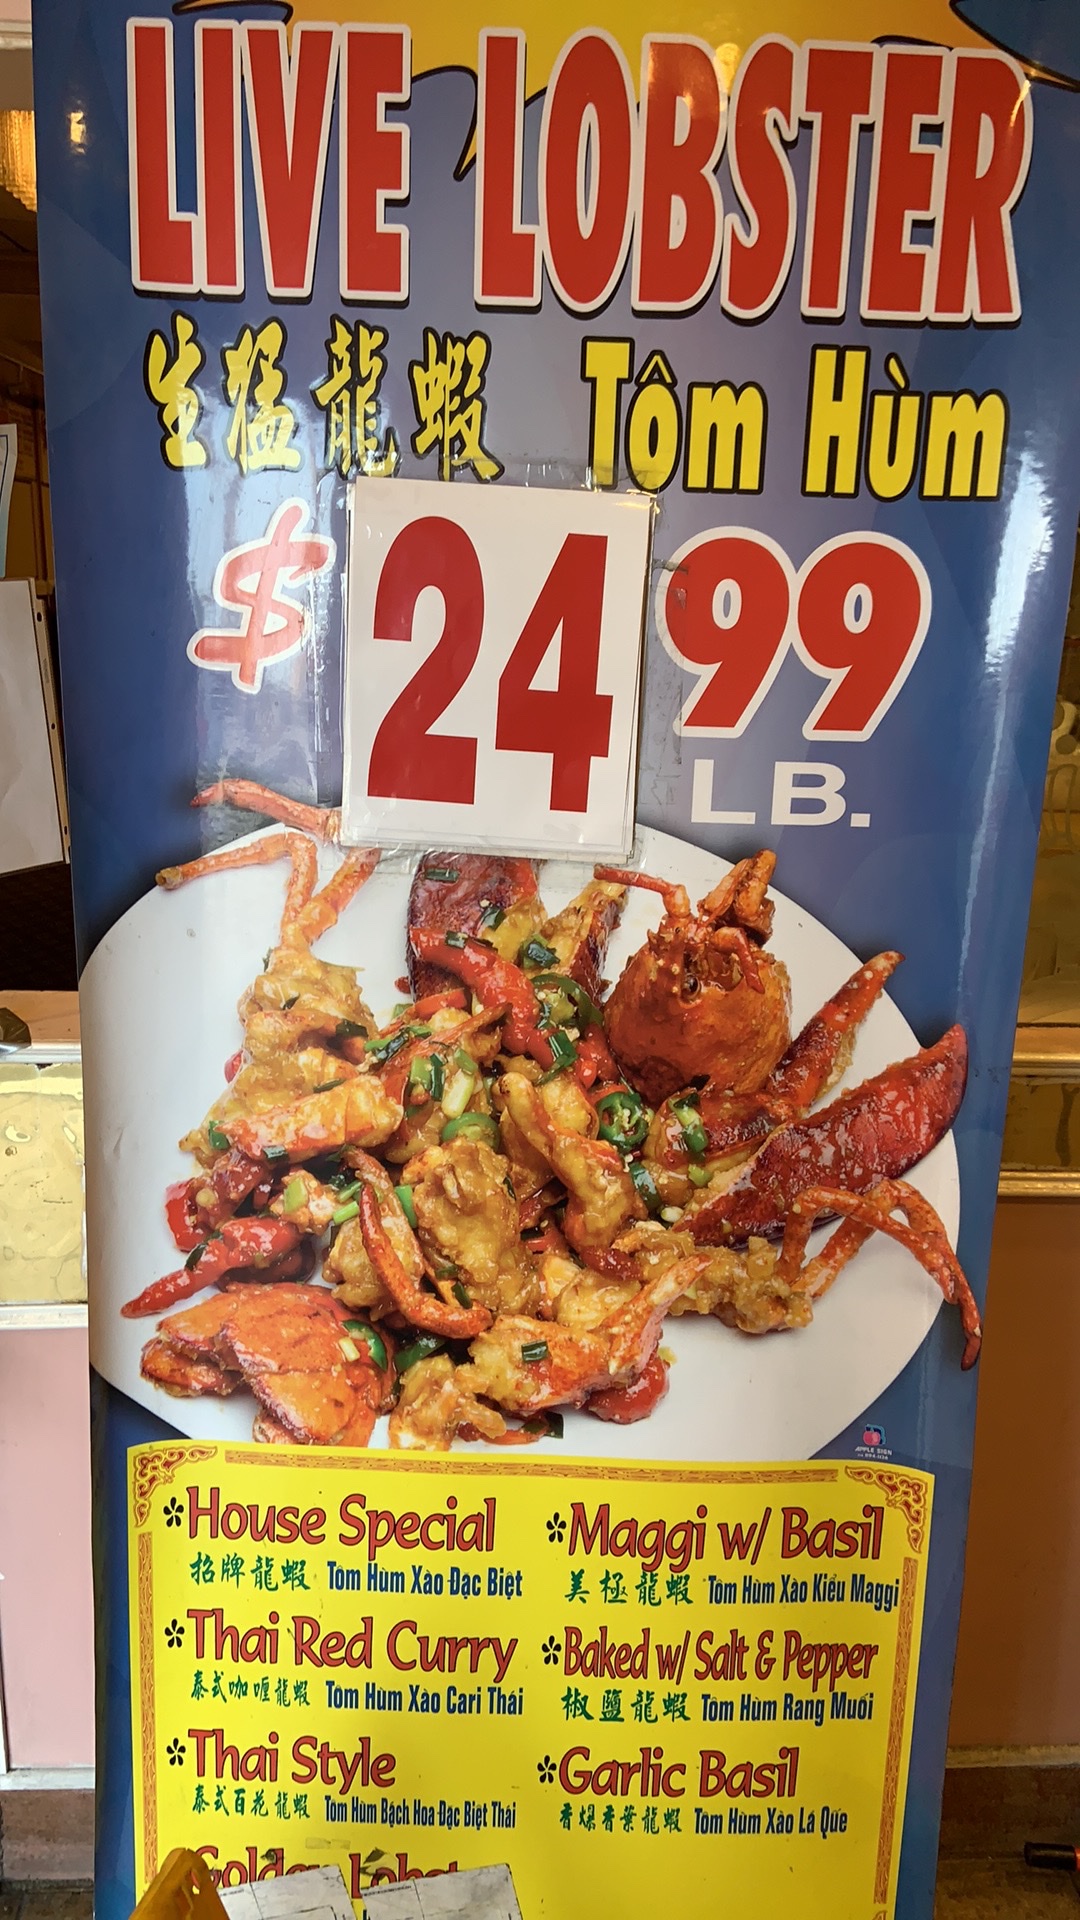 LIVE LOBSTER
生猛龍蝦 Tôm Hùm
$24 99
LB.
APPLE SIGN
*House Special
招牌龍蝦 Tôm Hùm Xào Đạc Biệt
*Thai Red Curry
泰式咖喱龍蝦 Tôm Hùm Xào Cari Thái
*Thai Style
泰式百花龍蝦 Tôm Hùm Bạch Hoa Đạc Biệt Thái
*Maggi w/ Basil
美極龍蝦 Tôm Hùm Xào Kiểu Maggi
*Baked w/ Salt & Pepper
椒鹽龍蝦 Tôm Hùm Rang Muối
*Garlic Basil
香爆香葉龍蝦 Tôm Hùm Xào Lá Quế